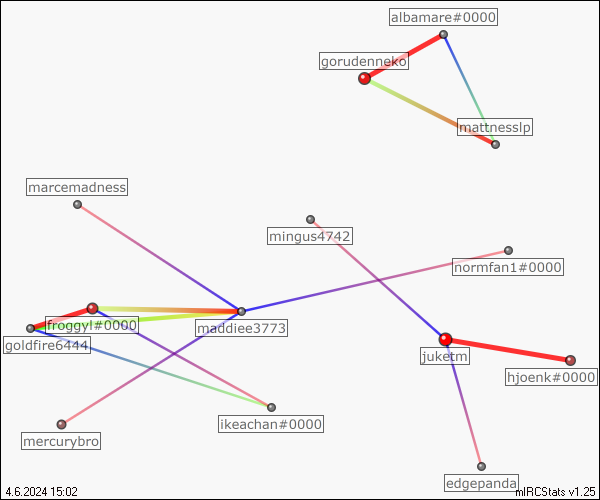 albamare#0000
gorudenneko
mattnesslp
marcemadness
mingus4742
normfan1#0000
froggyl#0000
maddiee3773
goldfire6444
juketm
hjoenk#0000
ikeachan#0000
mercurybro
edgepanda
4.6.2024 15:02
mIRCStats v1.25